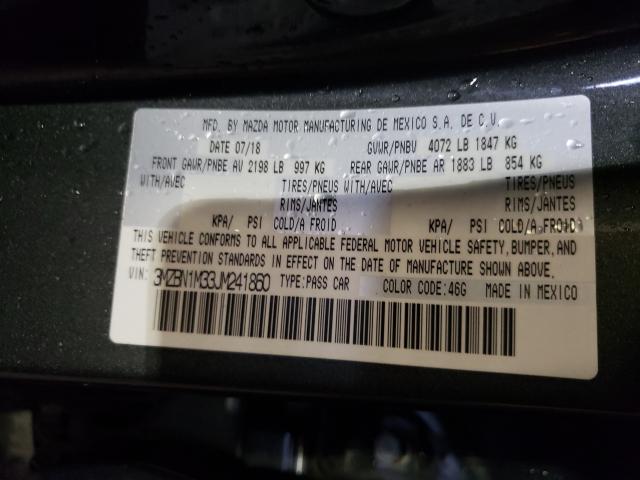 MFD. BY MAZDA MOTOR MANUFACTURING DE MEXICO S.A. DE C.V.
DATE 07/18 GVWR/PNBV 4072 LB 1847 KG
FRONT GAWR/PNBE AV 2198 LB 997 KG REAR GAWR/PNBE AR 1883 LB 854 KG
WITH/AVEC TIRES/PNEUS WITH/AVEC TIRES/PNEUS
RIMS/JANTES RIMS/JANTES
KPA/ PSI COLD/A FROID KPA/ PSI COLD/A FROID
THIS VEHICLE CONFORMS TO ALL APPLICABLE FEDERAL MOTOR VEHICLE SAFETY, BUMPER, AND
THEFT PREVENTION STANDARDS IN EFFECT ON THE DATE OF MANUFACTURE SHOWN ABOVE.
VIN: 3MZBN1M33JM241860 TYPE: PASS CAR COLOR CODE: 46G MADE IN MEXICO